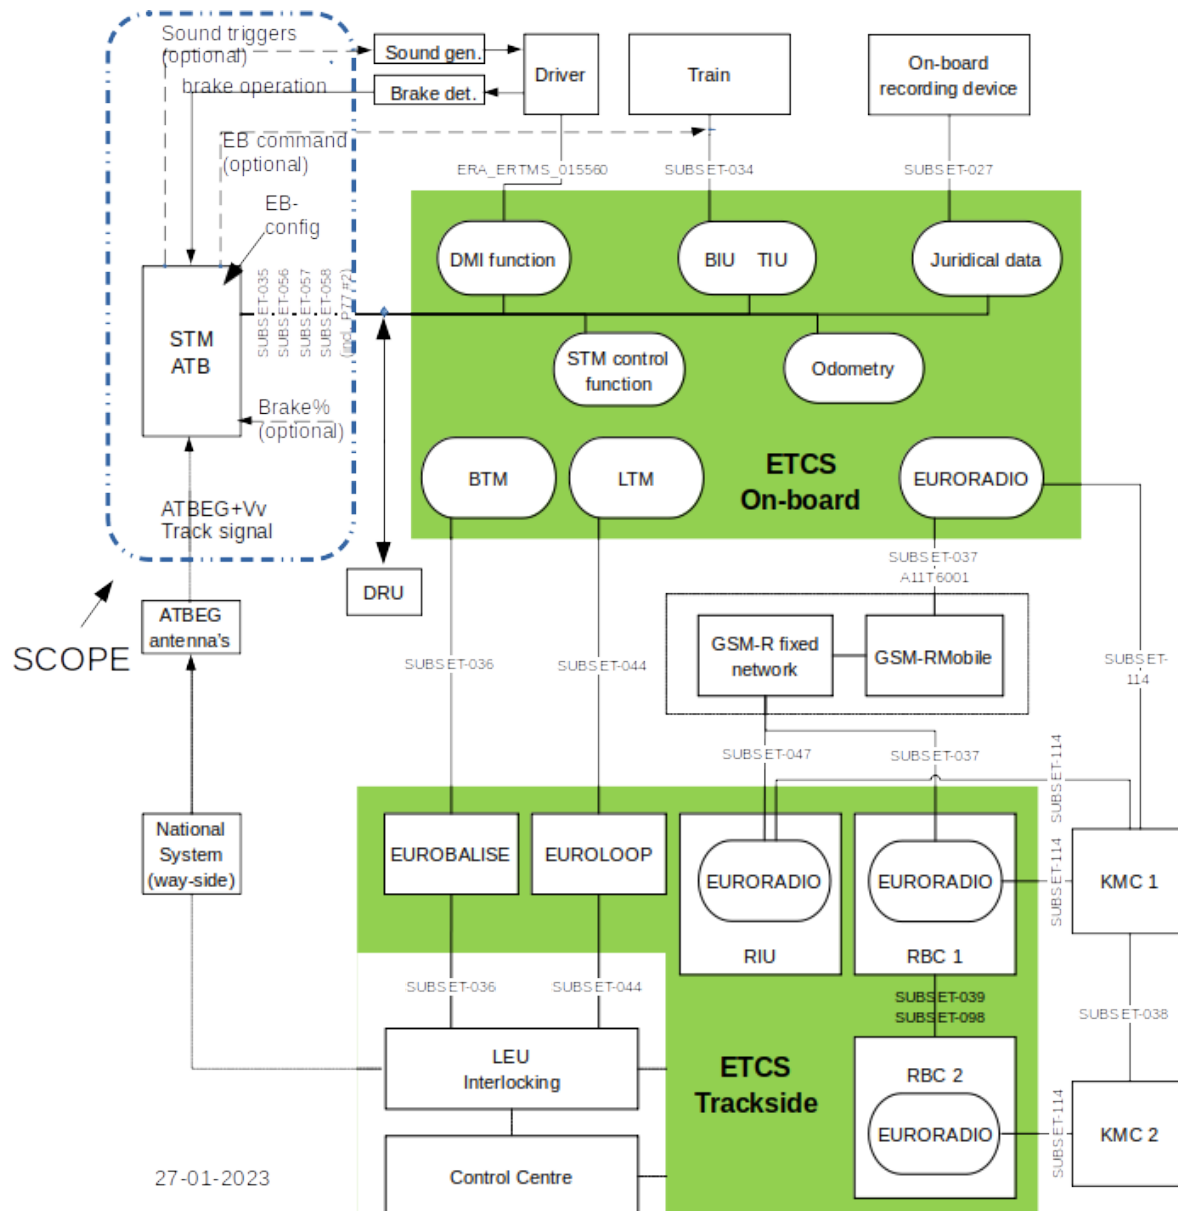 Sound triggers
(optional)
Sound gen.
Driver
Train
On-board
recording device
brake operation
Brake det.
EB command
(optional)
ERA_ERTMS_015560
SUBSET-034
SUBSET-027
EB-
config
DMI function
BIU TIU
Juridical data
SUBSET-035
SUBSET-056
SUBSET-057
SUBSET-058
(incl. P77 #2)
STM
ATB
STM control
function
Odometry
Brake%
(optional)
ETCS
On-board
BTM
LTM
EURORADIO
ATBEG+Vv
Track signal
SUBSET-037
A11T6001
DRU
ATBEG
antenna's
SCOPE
GSM-R fixed
network
GSM-RMobile
SUBSET-036
SUBSET-044
SUBSET-
114
SUBSET-047
SUBSET-037
SUBSET-114
National
System
(way-side)
EUROBALISE
EUROLOOP
EURORADIO
RIU
EURORADIO
RBC 1
SUBSET-114
KMC 1
SUBSET-036
SUBSET-044
SUBSET-039
SUBSET-098
SUBSET-038
LEU
Interlocking
ETCS
Trackside
RBC 2
EURORADIO
SUBSET-114
KMC 2
Control Centre
27-01-2023